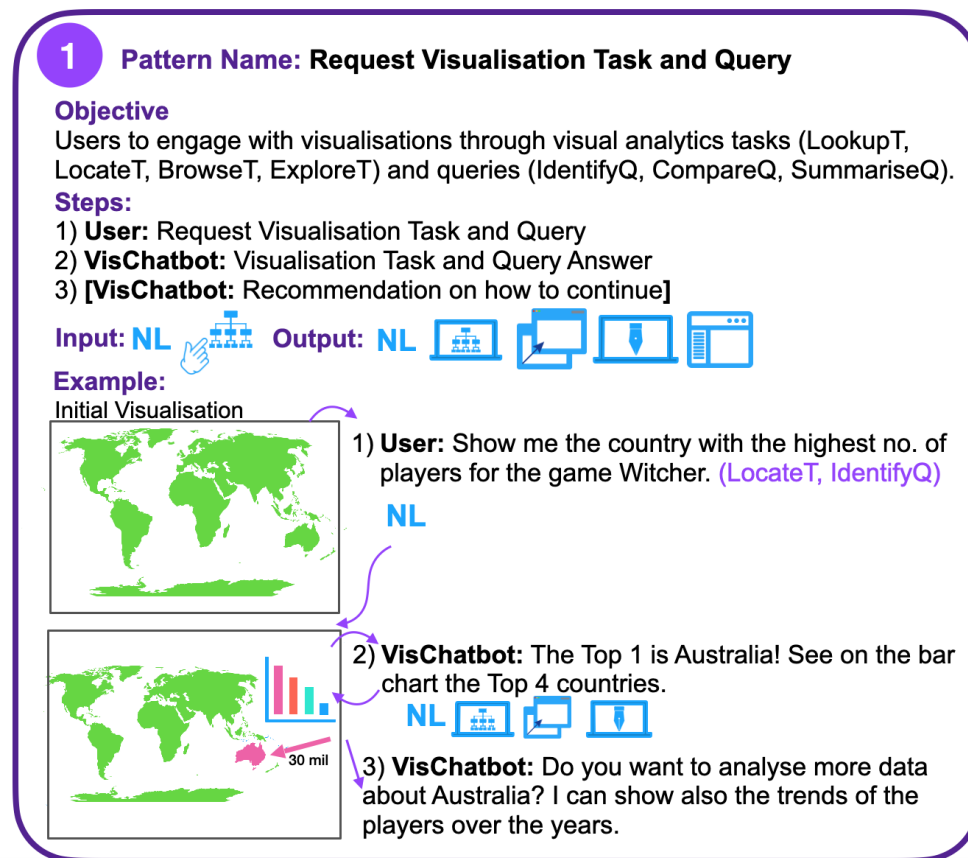 1
Pattern Name: Request Visualisation Task and Query
Objective
Users to engage with visualisations through visual analytics tasks (LookupT,
LocateT, BrowseT, ExploreT) and queries (IdentifyQ, CompareQ, SummariseQ).
Steps:
1) User: Request Visualisation Task and Query
2) VisChatbot: Visualisation Task and Query Answer
3) [VisChatbot: Recommendation on how to continue]
Input: NL Output: NL
Example:
Initial Visualisation
1) User: Show me the country with the highest no. of
players for the game Witcher. (LocateT, IdentifyQ)
NL
2) VisChatbot: The Top 1 is Australia! See on the bar
chart the Top 4 countries.
NL
30 mil
3) VisChatbot: Do you want to analyse more data
about Australia? I can show also the trends of the
players over the years.